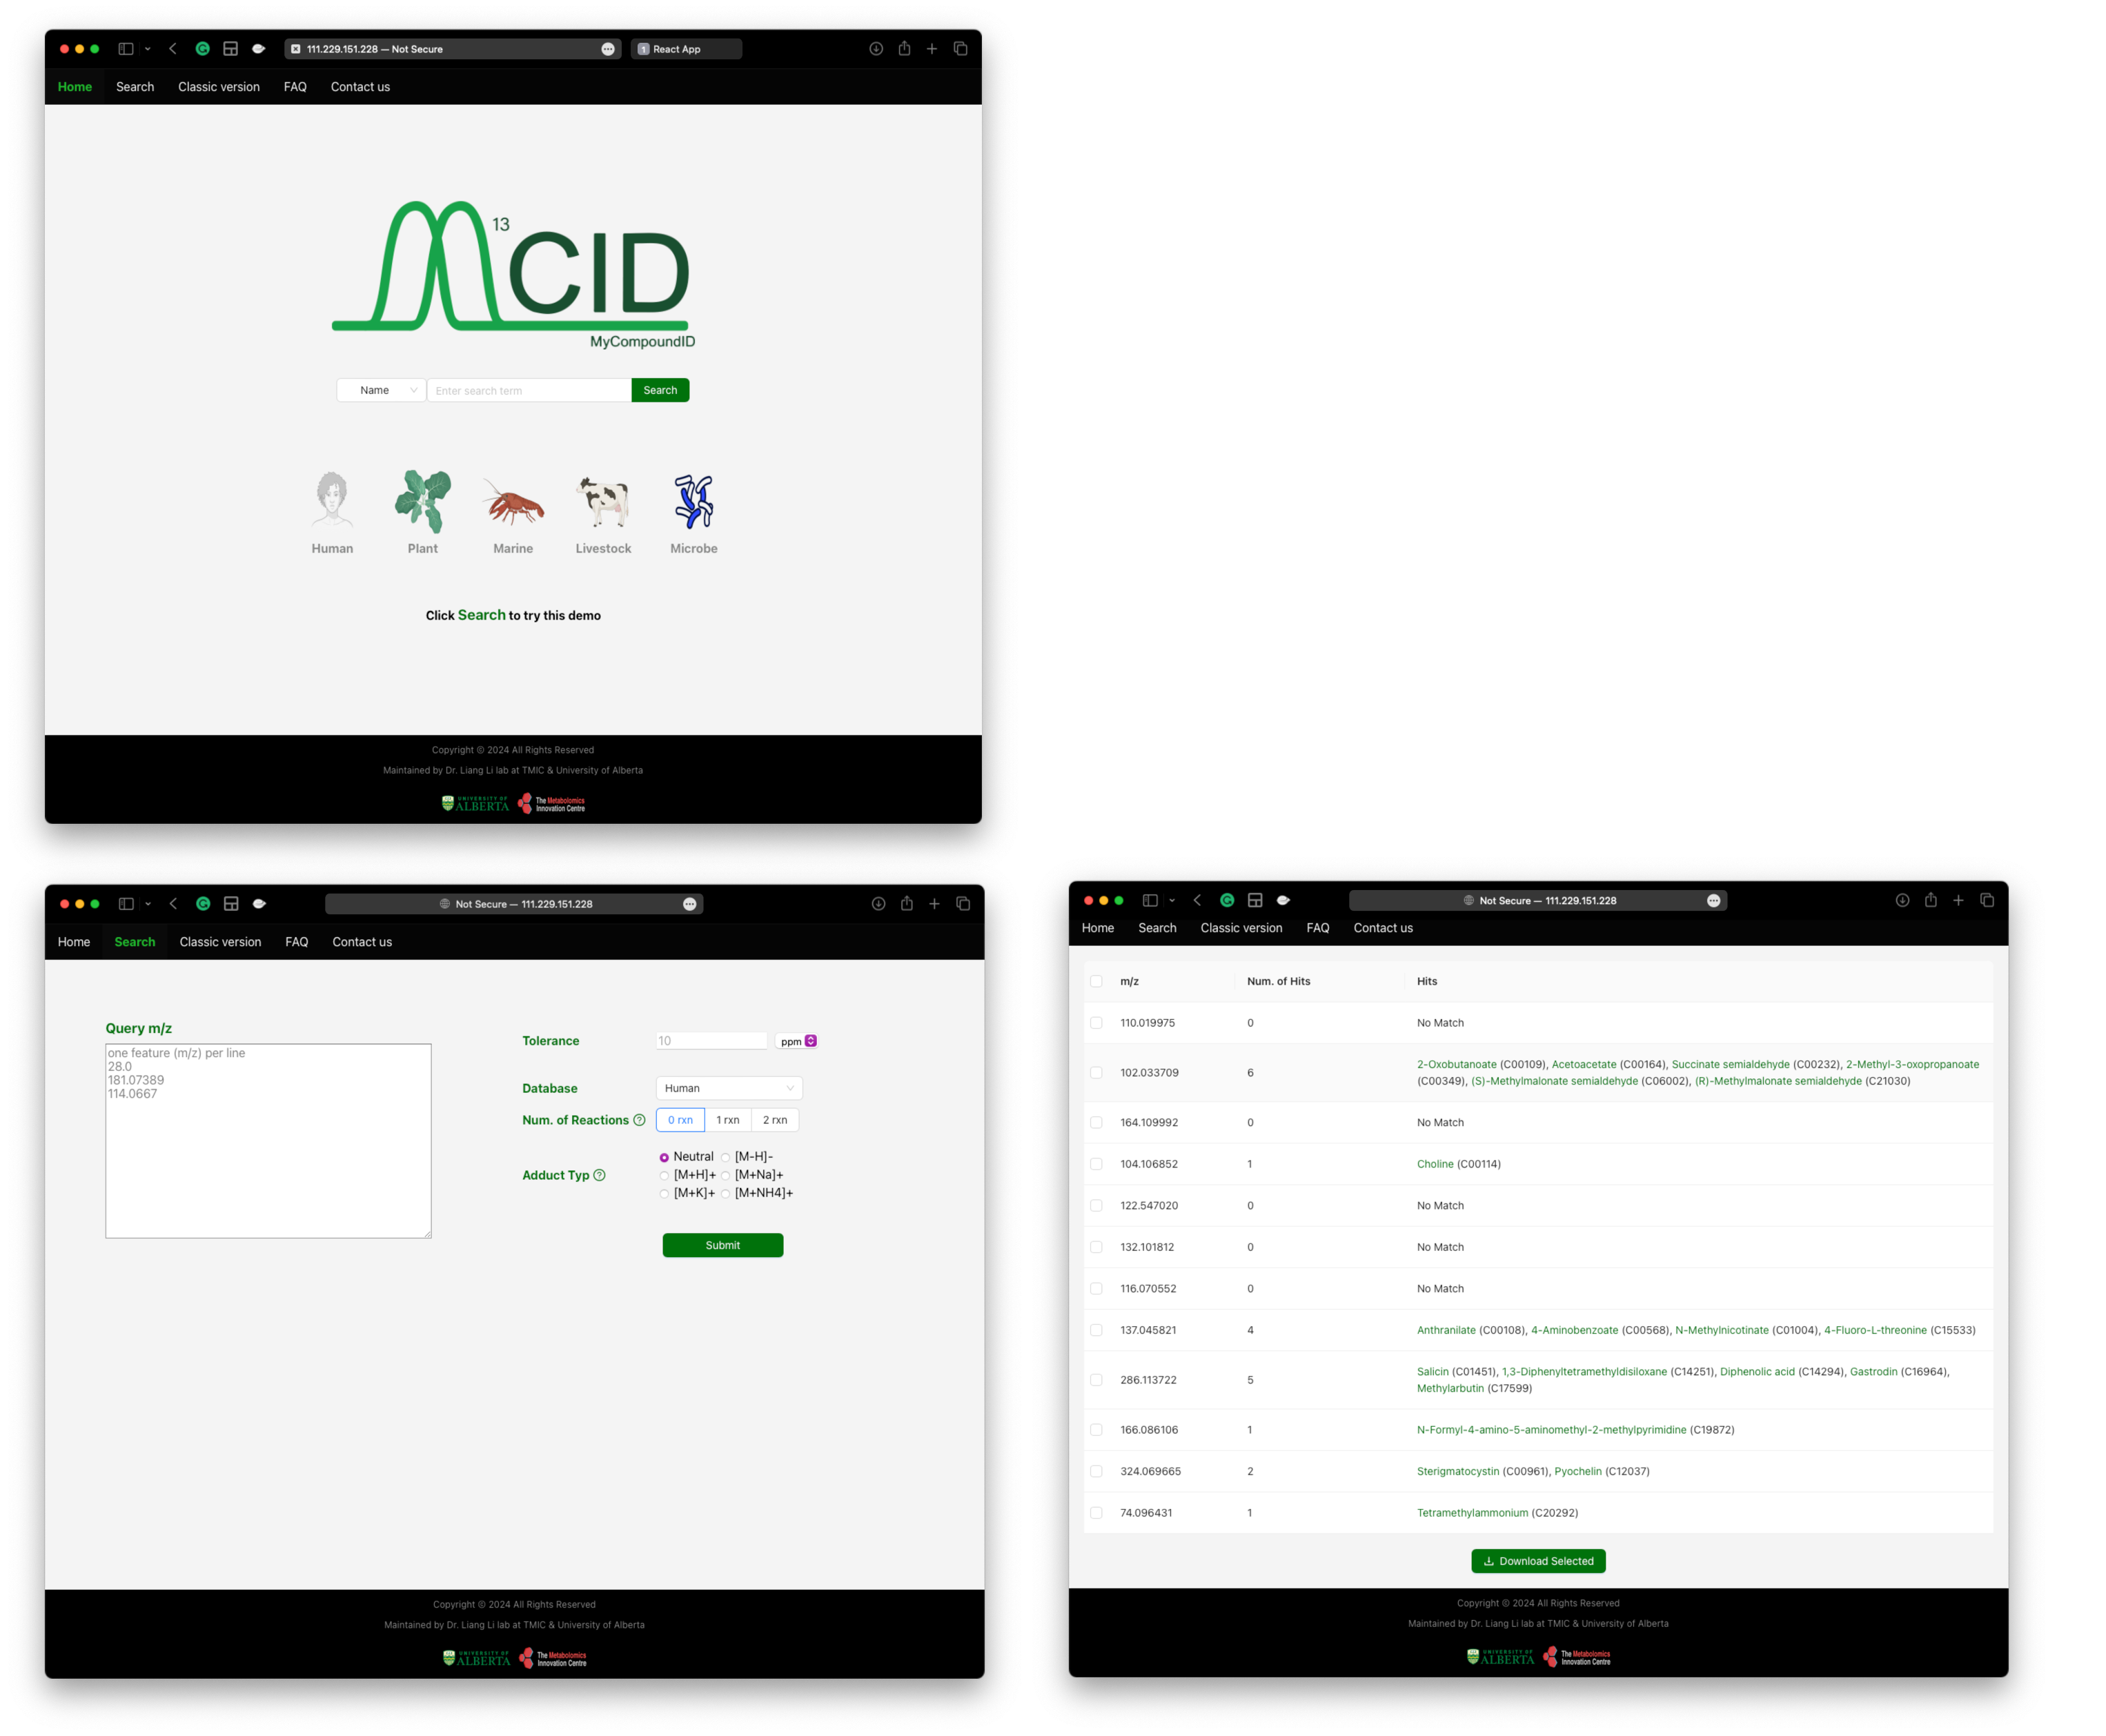 111.229.151.228 — Not Secure
1 React App
Home Search Classic version FAQ Contact us
13
CID
MyCompoundID
Name Enter search term Search
Human Plant Marine Livestock Microbe
Click Search to try this demo
Copyright © 2024 All Rights Reserved
Maintained by Dr. Liang Li lab at TMIC & University of Alberta
UNIVERSITY OF
ALBERTA
The Metabolomics
Innovation Centre
Not Secure — 111.229.151.228
Home Search Classic version FAQ Contact us
Query m/z
one feature (m/z) per line
28.0
181.07389
114.0667
Tolerance 10 ppm
Database Human
Num. of Reactions ? 0 rxn 1 rxn 2 rxn
Adduct Typ ?
Neutral [M-H]-
[M+H]+ [M+Na]+
[M+K]+ [M+NH4]+
Submit
Copyright © 2024 All Rights Reserved
Maintained by Dr. Liang Li lab at TMIC & University of Alberta
UNIVERSITY OF
ALBERTA
The Metabolomics
Innovation Centre
Not Secure — 111.229.151.228
Home Search Classic version FAQ Contact us
m/z Num. of Hits Hits
110.019975 0 No Match
102.033709 6 2-Oxobutanoate (C00109), Acetoacetate (C00164), Succinate semialdehyde (C00232), 2-Methyl-3-oxopropanoate
(C00349), (S)-Methylmalonate semialdehyde (C06002), (R)-Methylmalonate semialdehyde (C21030)
164.109992 0 No Match
104.106852 1 Choline (C00114)
122.547020 0 No Match
132.101812 0 No Match
116.070552 0 No Match
137.045821 4 Anthranilate (C00108), 4-Aminobenzoate (C00568), N-Methylnicotinate (C01004), 4-Fluoro-L-threonine (C15533)
286.113722 5 Salicin (C01451), 1,3-Diphenyltetramethyldisiloxane (C14251), Diphenolic acid (C14294), Gastrodin (C16964),
Methylarbutin (C17599)
166.086106 1 N-Formyl-4-amino-5-aminomethyl-2-methylpyrimidine (C19872)
324.069665 2 Sterigmatocystin (C00961), Pyochelin (C12037)
74.096431 1 Tetramethylammonium (C20292)
Download Selected
Copyright © 2024 All Rights Reserved
Maintained by Dr. Liang Li lab at TMIC & University of Alberta
UNIVERSITY OF
ALBERTA
The Metabolomics
Innovation Centre